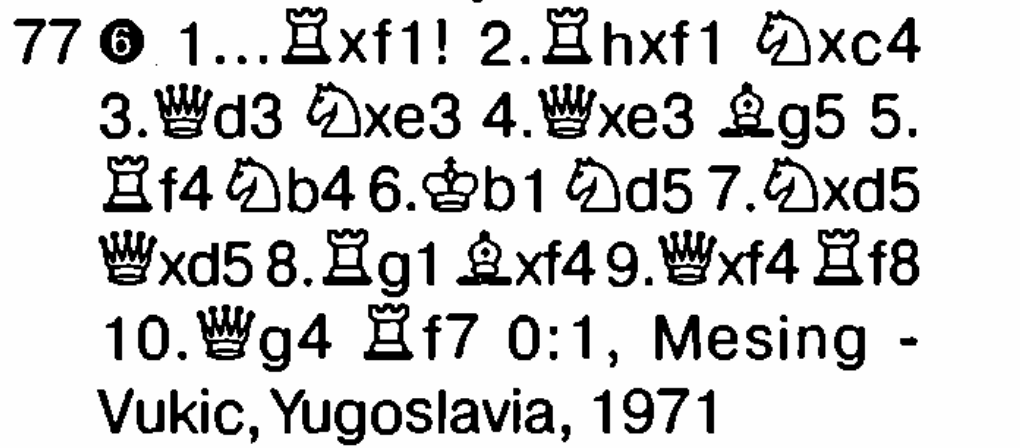 77 ❻ 1...♖xf1! 2.♖hxf1 ♘xc4
3.♕d3 ♘xe3 4.♕xe3 ♗g5 5.
♖f4 ♘b4 6.♔b1 ♘d5 7.♘xd5
♕xd5 8.♖g1 ♗xf4 9.♕xf4 ♖f8
10.♕g4 ♖f7 0:1, Mesing -
Vukic, Yugoslavia, 1971